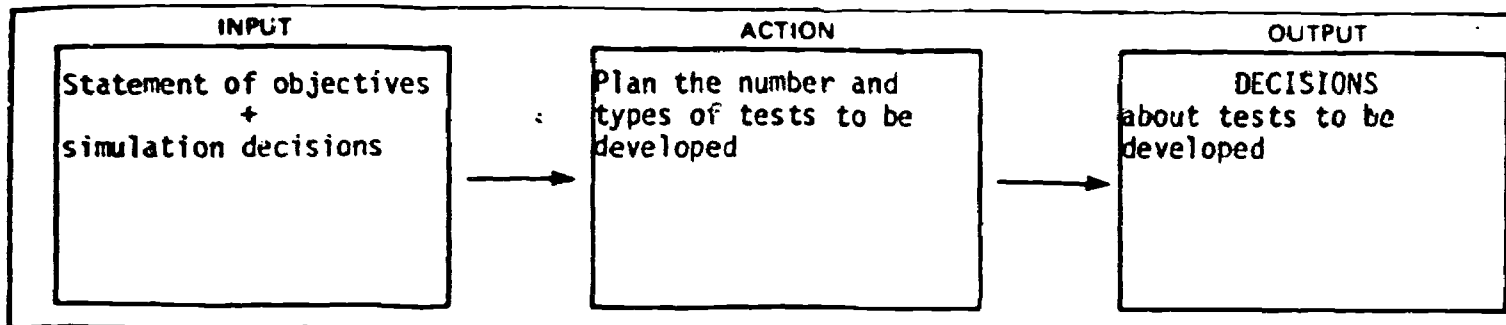 INPUT
Statement of objectives
+
simulation decisions
ACTION
Plan the number and
types of tests to be
developed
OUTPUT
DECISIONS
about tests to be
developed